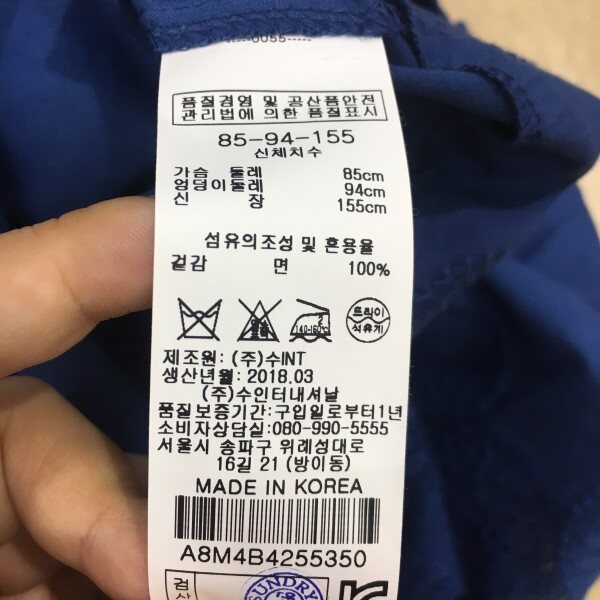 -----0055-----
품질경영 및 공산품안전
관리법에 의한 품질표시
85-94-155
신체치수
가슴 둘레 85cm
엉덩이둘레 94cm
신 장 155cm
섬유의조성 및 혼용율
겉감 면 100%
2
140-160℃
드라이
석유계
제조원: (주)수INT
생산년월: 2018.03
(주)수인터내셔날
품질보증기간: 구입일로부터1년
소비자상담실: 080-990-5555
서울시 송파구 위례성대로
16길 21 (방이동)
MADE IN KOREA
A8M4B4255350
검
SUNDRY